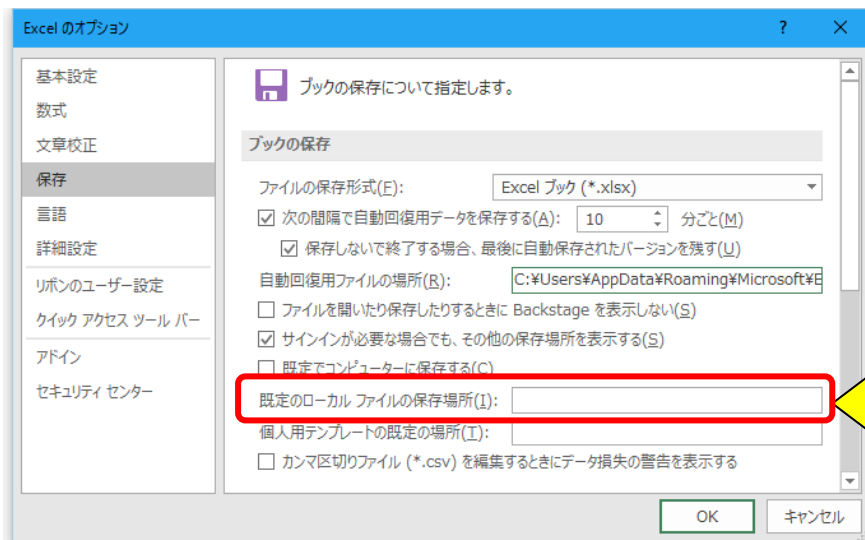 Excel のオプション ? ×
基本設定
数式
文章校正
保存
言語
詳細設定
リボンのユーザー設定
クイック アクセス ツール バー
アドイン
セキュリティ センター
ブックの保存について指定します。
ブックの保存
ファイルの保存形式(F): Excel ブック (*.xlsx)
次の間隔で自動回復用データを保存する(A): 10 分ごと(M)
保存しないで終了する場合、最後に自動保存されたバージョンを残す(U)
自動回復用ファイルの場所(R): C:¥Users¥AppData¥Roaming¥Microsoft¥E
ファイルを開いたり保存したりするときに Backstage を表示しない(S)
サインインが必要な場合でも、その他の保存場所を表示する(S)
既定でコンピューターに保存する(C)
既定のローカル ファイルの保存場所(I):
個人用テンプレートの既定の場所(T):
カンマ区切りファイル (*.csv) を編集するときにデータ損失の警告を表示する
OK キャンセル